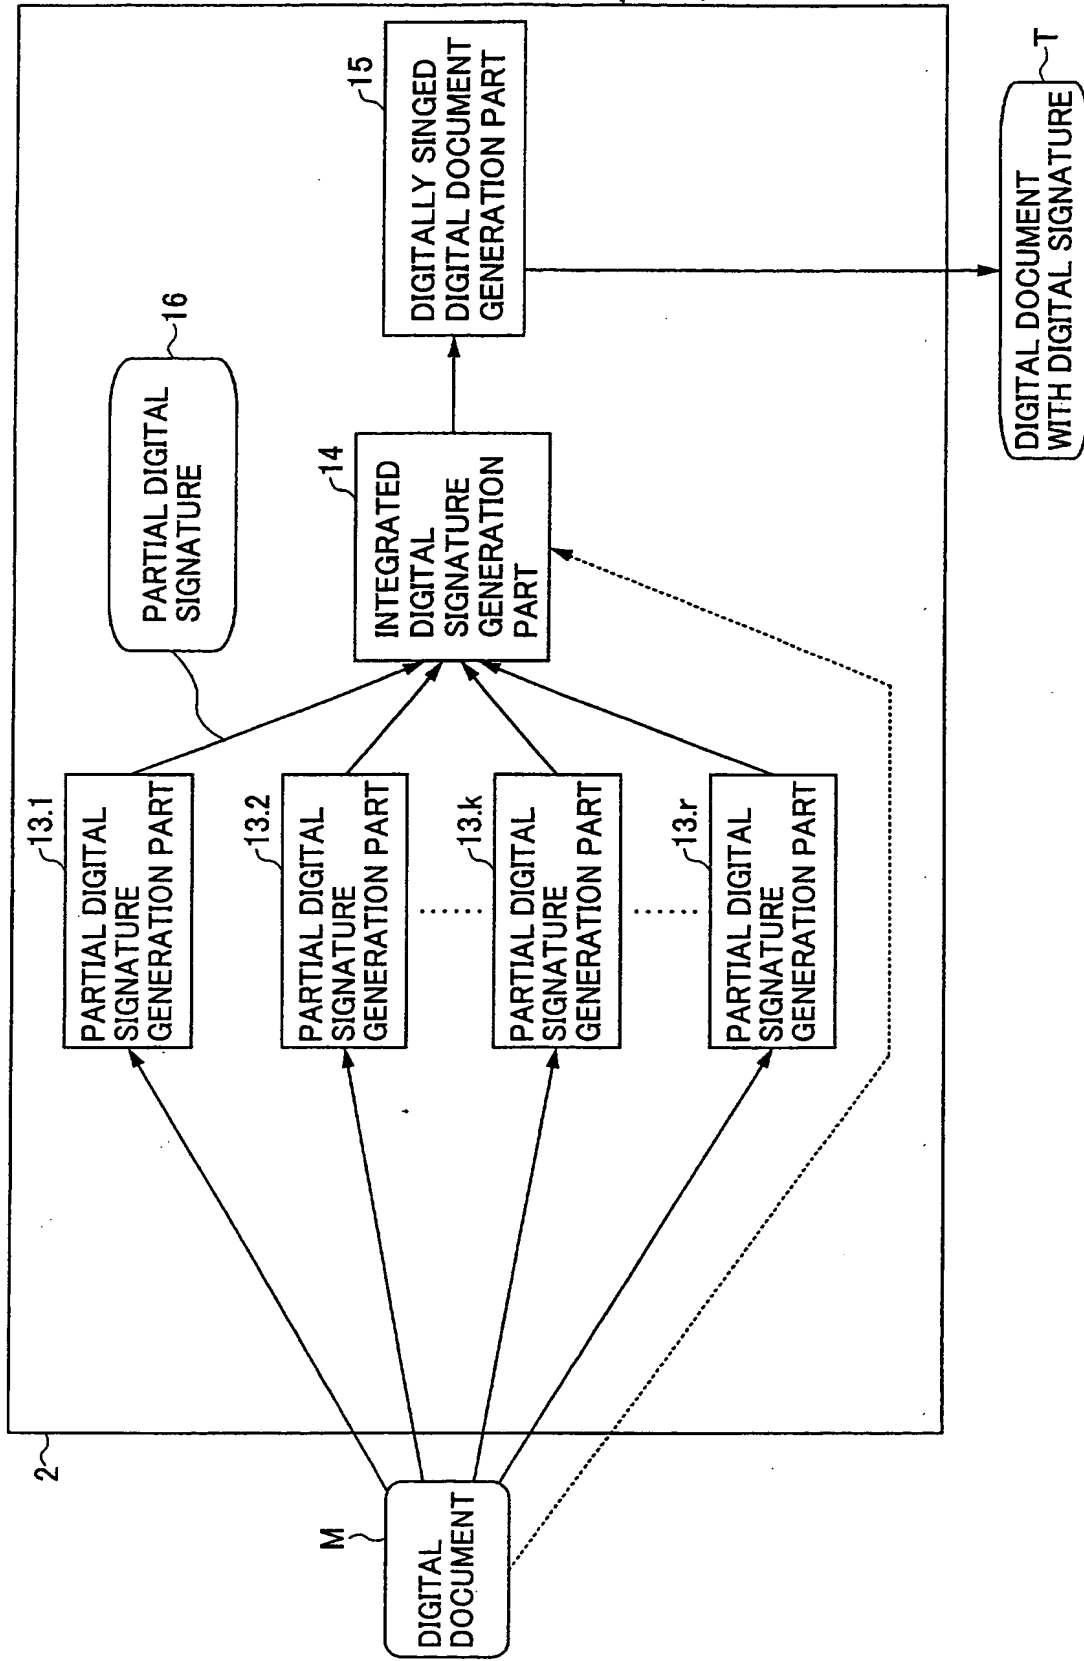 2
M
DIGITAL
DOCUMENT
13.1
PARTIAL DIGITAL
SIGNATURE
GENERATION PART
13.2
PARTIAL DIGITAL
SIGNATURE
GENERATION PART
13.k
PARTIAL DIGITAL
SIGNATURE
GENERATION PART
13.r
PARTIAL DIGITAL
SIGNATURE
GENERATION PART
16
PARTIAL DIGITAL
SIGNATURE
14
INTEGRATED
DIGITAL
SIGNATURE
GENERATION
PART
15
DIGITALLY SINGED
DIGITAL DOCUMENT
GENERATION PART
T
DIGITAL DOCUMENT
WITH DIGITAL SIGNATURE